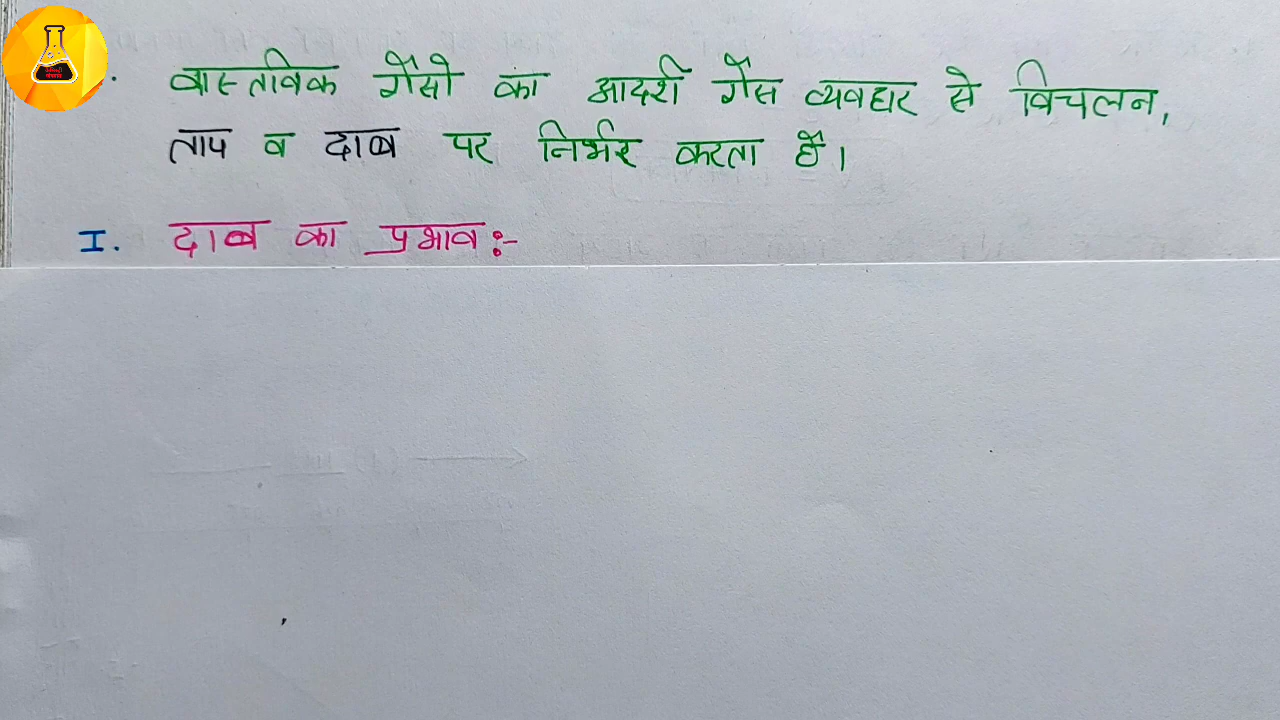 · वास्तविक गैसो का आदर्श गैस व्यवहार से विचलन,
ताप व दाब पर निर्भर करता है।
I. दाब का प्रभाव:-